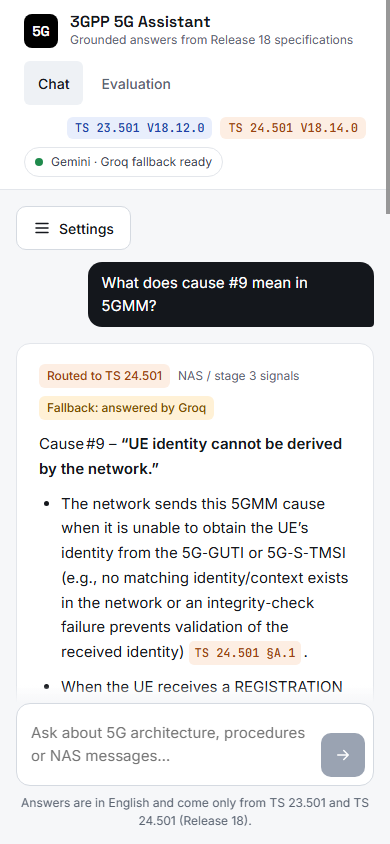 5G
3GPP 5G Assistant
Grounded answers from Release 18 specifications
Chat
Evaluation
TS 23.501 V18.12.0
TS 24.501 V18.14.0
Gemini · Groq fallback ready
Settings
What does cause #9 mean in
5GMM?
Routed to TS 24.501
NAS / stage 3 signals
Fallback: answered by Groq
Cause #9 – “UE identity cannot be derived
by the network.”
• The network sends this 5GMM cause
when it is unable to obtain the UE’s
identity from the 5G-GUTI or 5G-S-TMSI
(e.g., no matching identity/context exists
in the network or an integrity-check
failure prevents validation of the
received identity) TS 24.501 §A.1 .
• When the UE receives a REGISTRATION
Ask about 5G architecture, procedures
or NAS messages...
Answers are in English and come only from TS 23.501 and TS
24.501 (Release 18).